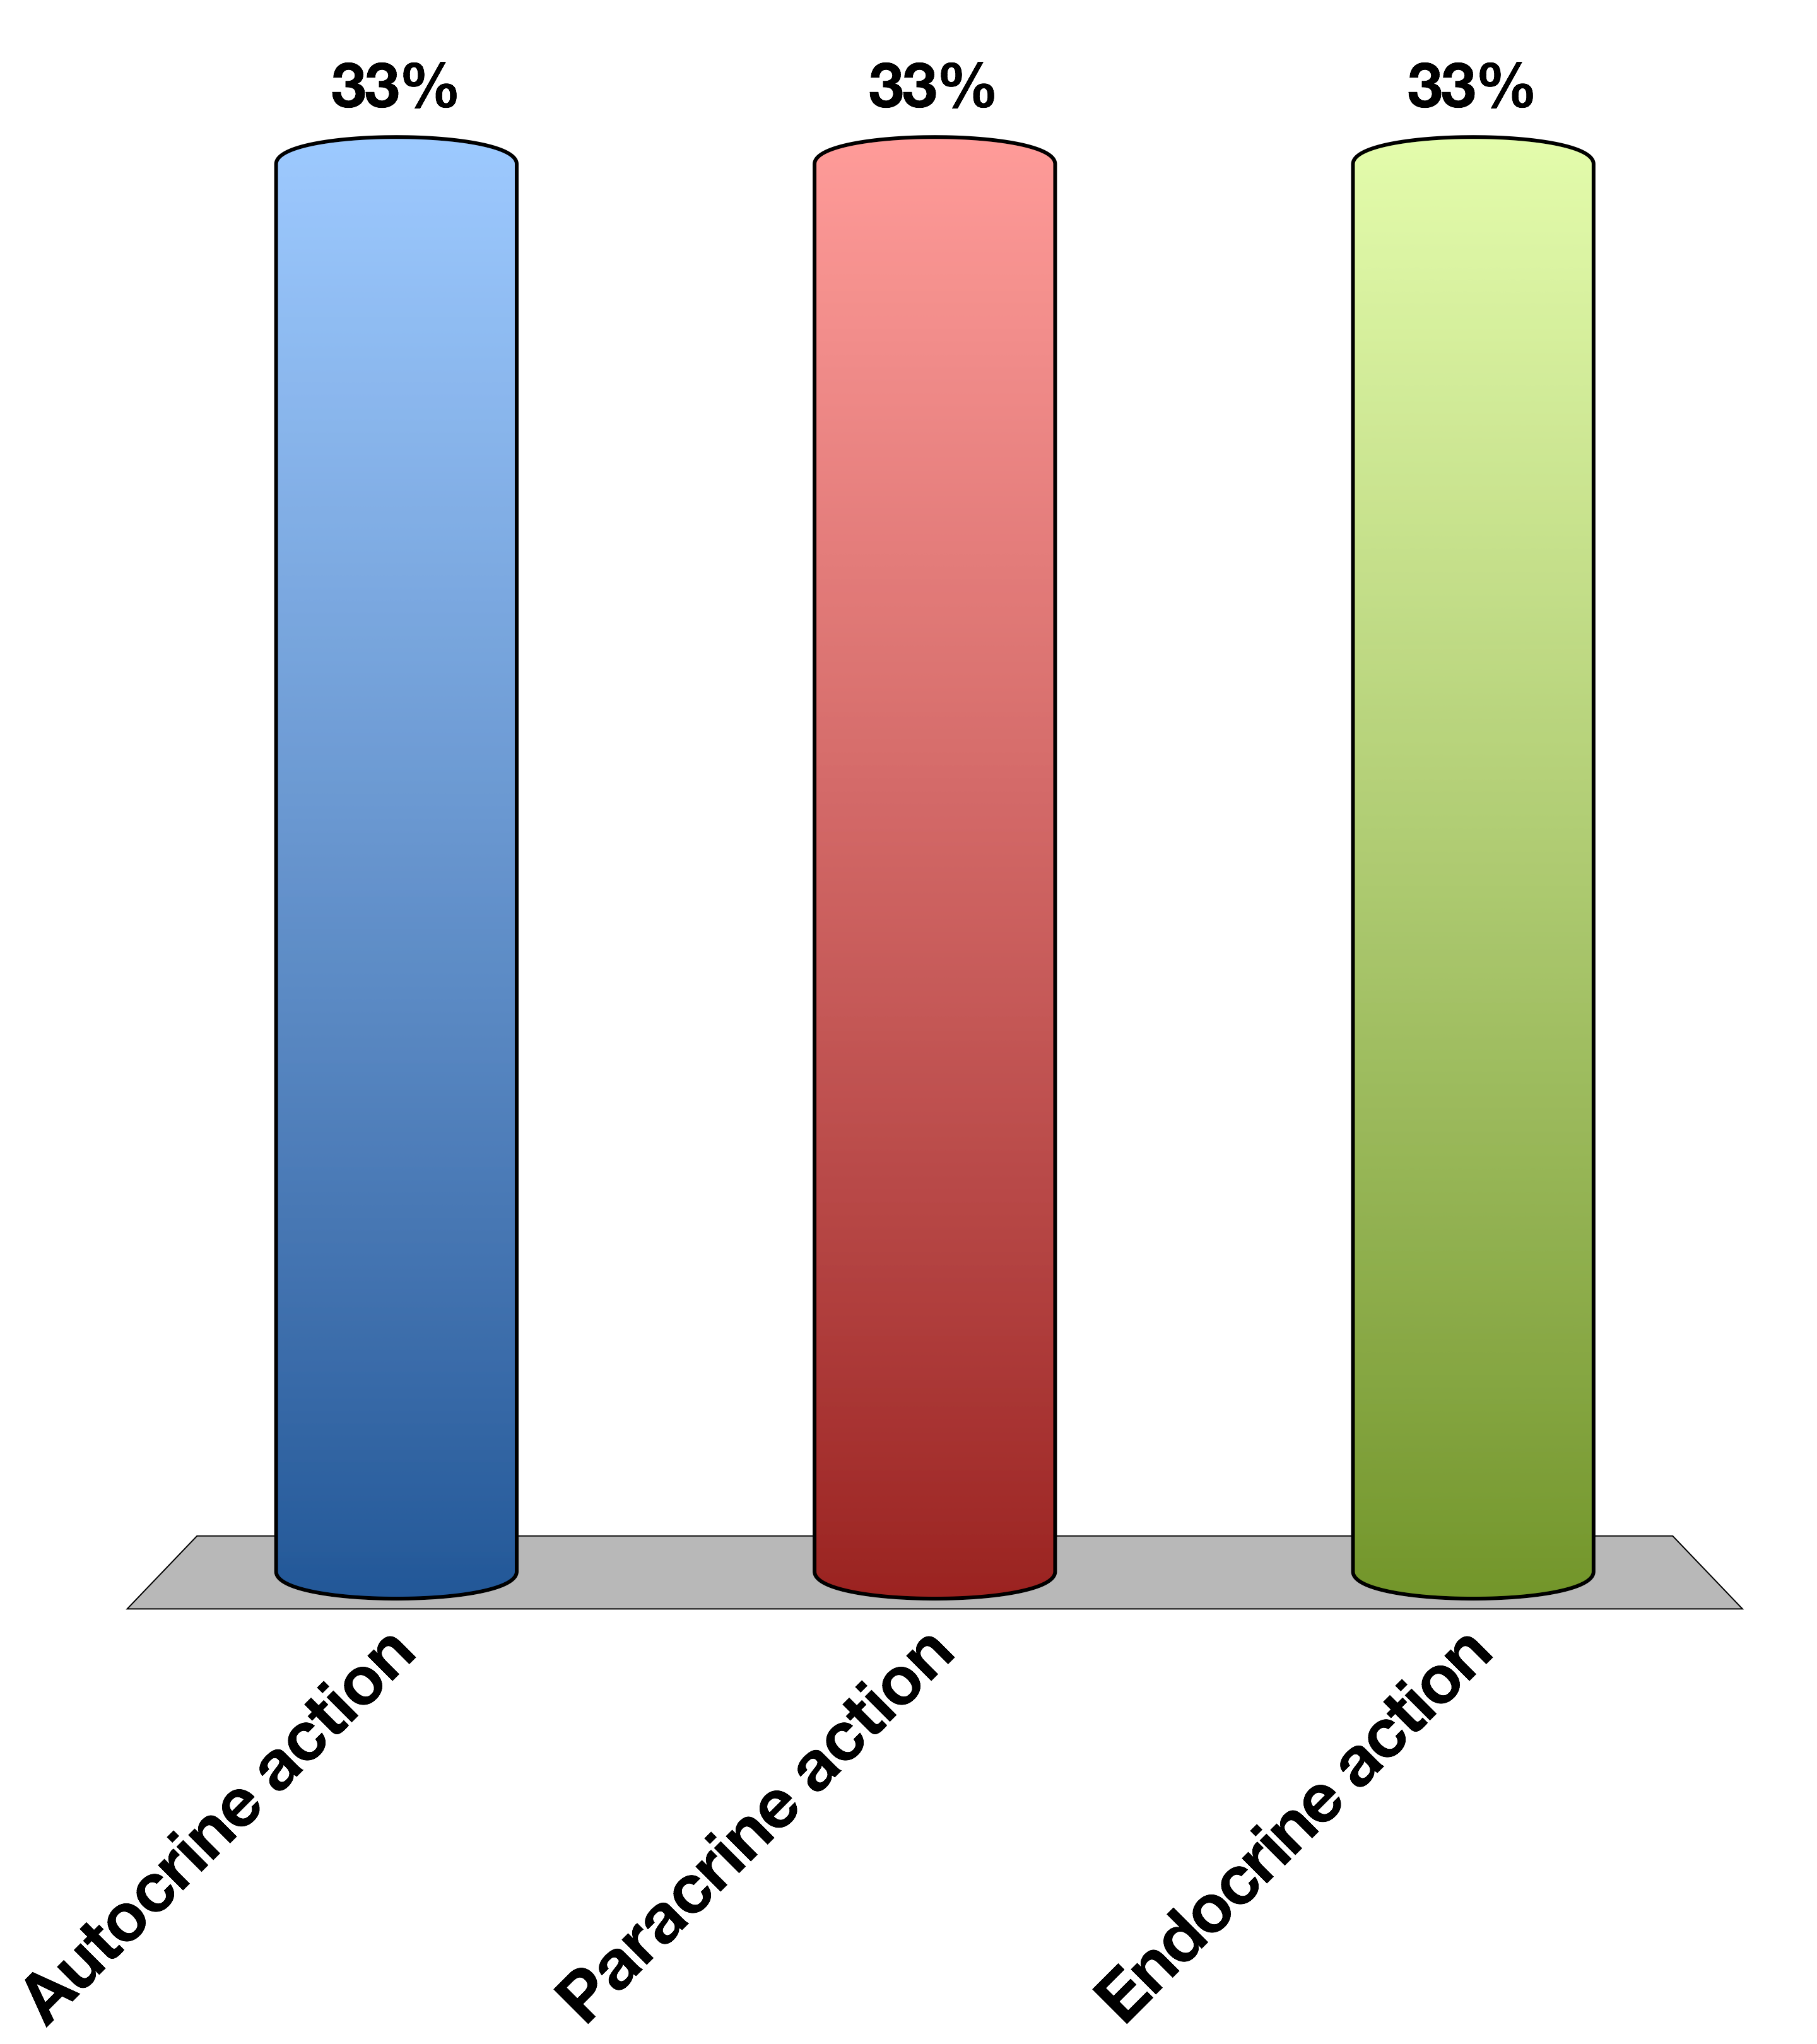 33% 33% 33%
Autocrine action
Paracrine action
Endocrine action